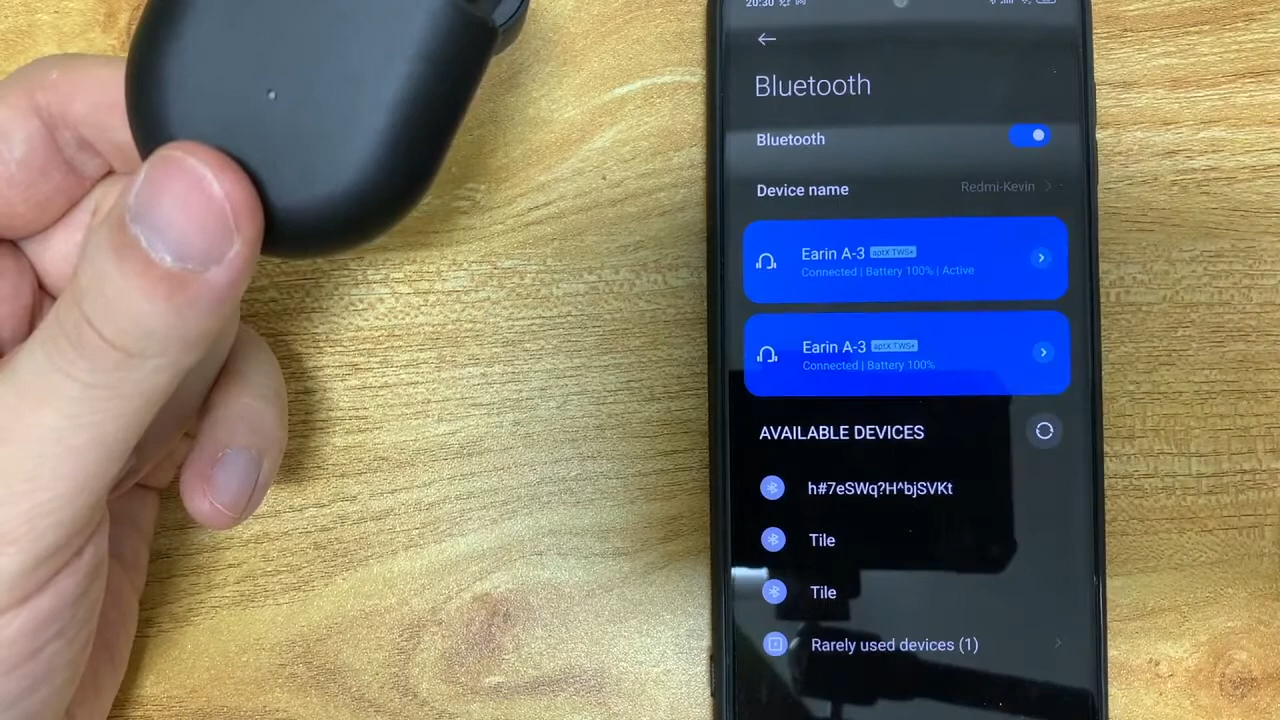 20:30
Bluetooth
Bluetooth
Device name Redmi-Kevin
Earin A-3 aptX TWS+
Connected | Battery 100% | Active
Earin A-3 aptX TWS+
Connected | Battery 100%
AVAILABLE DEVICES
h#7eSWq?H^bjSVKt
Tile
Tile
Rarely used devices (1)